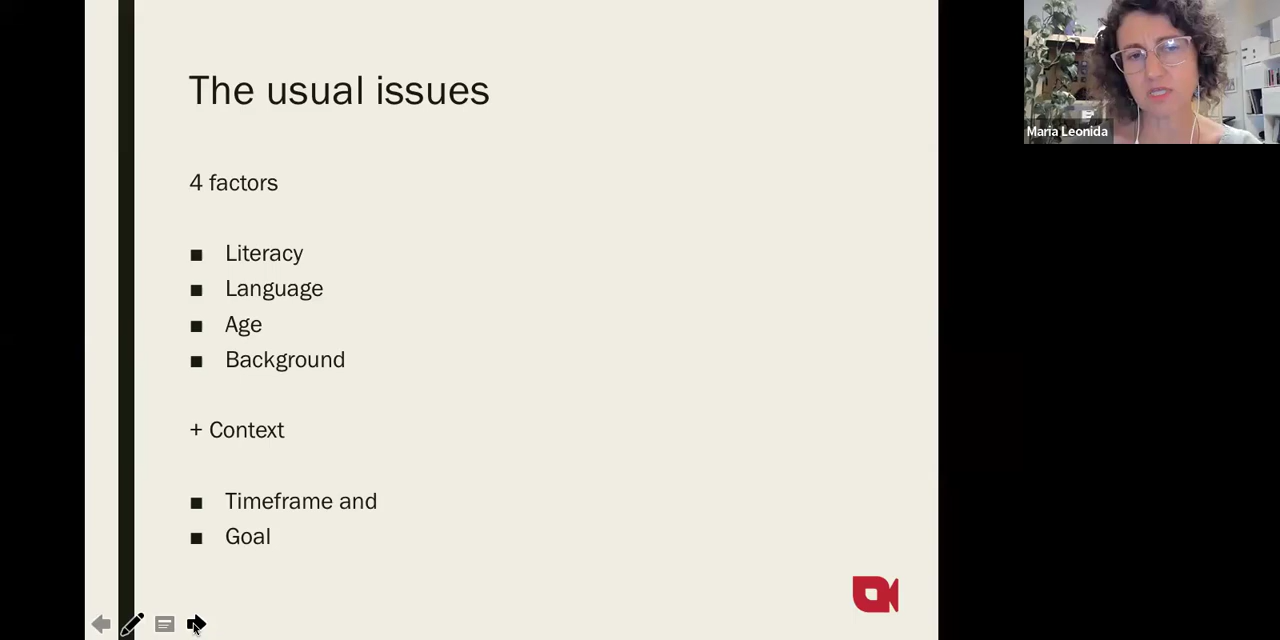 The usual issues
4 factors
■ Literacy
■ Language
■ Age
■ Background
+ Context
■ Timeframe and
■ Goal
Maria Leonida